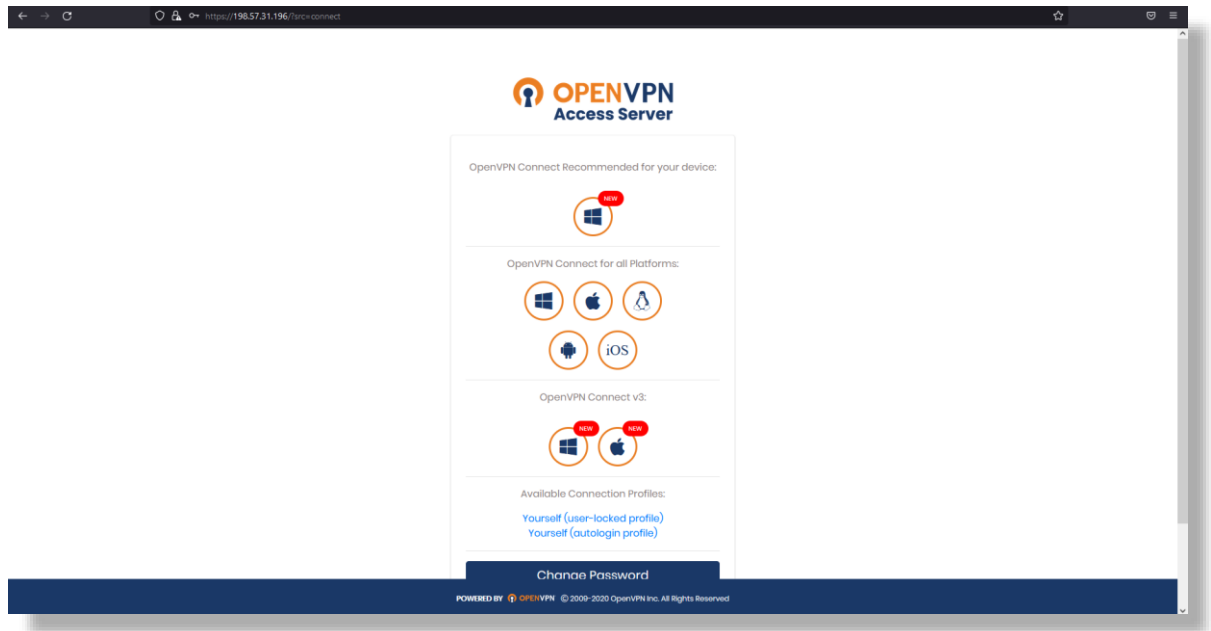 https://198.57.31.196/?src=connect
OPENVPN
Access Server
OpenVPN Connect Recommended for your device:
NEW
OpenVPN Connect for all Platforms:
iOS
OpenVPN Connect v3:
NEW NEW
Available Connection Profiles:
Yourself (user-locked profile)
Yourself (autologin profile)
Change Password
POWERED BY OPENVPN © 2009-2020 OpenVPN Inc. All Rights Reserved